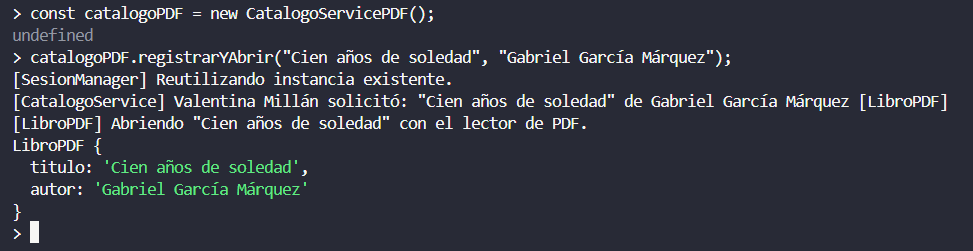 > const catalogoPDF = new CatalogoServicePDF();
undefined
> catalogoPDF.registrarYAbrir("Cien años de soledad", "Gabriel García Márquez");
[SesionManager] Reutilizando instancia existente.
[CatalogoService] Valentina Millán solicitó: "Cien años de soledad" de Gabriel García Márquez [LibroPDF]
[LibroPDF] Abriendo "Cien años de soledad" con el lector de PDF.
LibroPDF {
  titulo: 'Cien años de soledad',
  autor: 'Gabriel García Márquez'
}
>